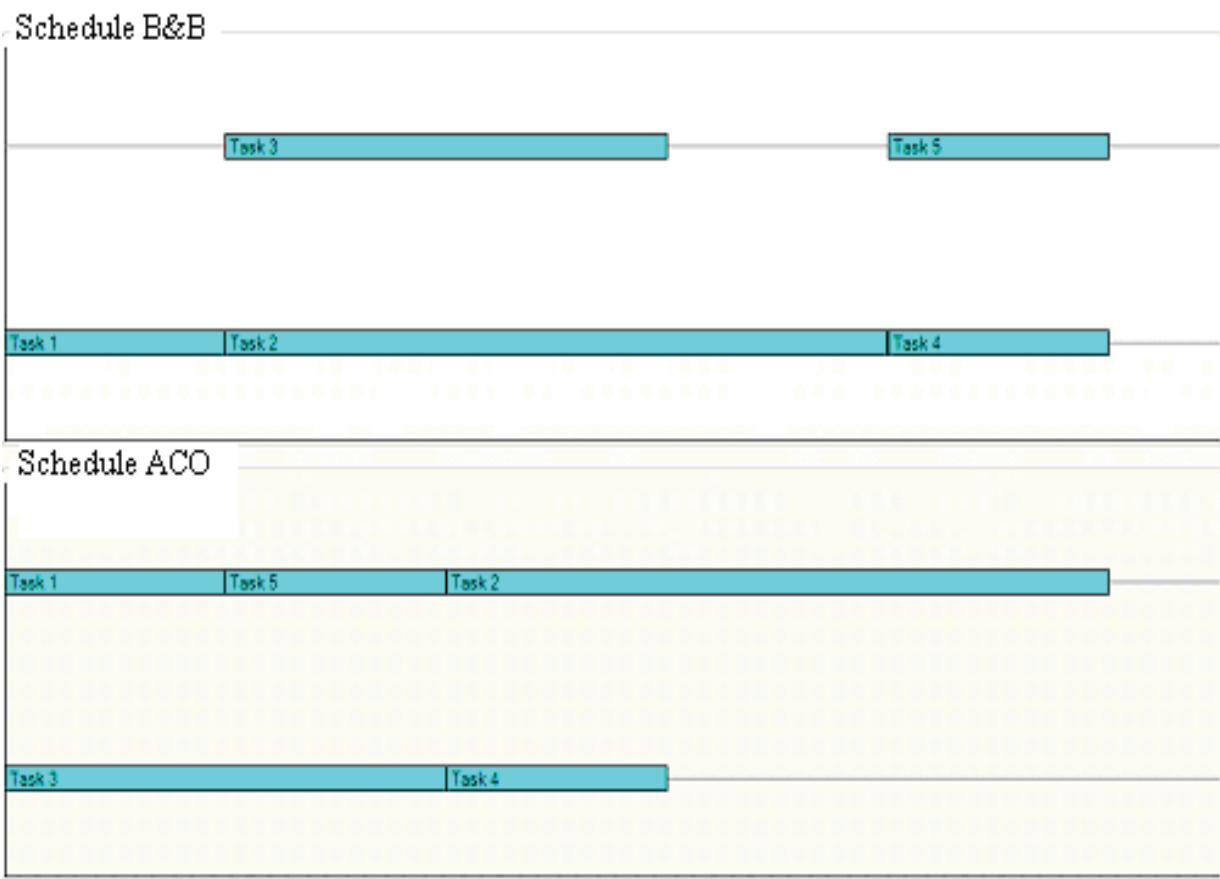 Schedule B&B
Task 3 Task 5
Task 1 Task 2 Task 4
Schedule ACO
Task 1 Task 5 Task 2
Task 3 Task 4